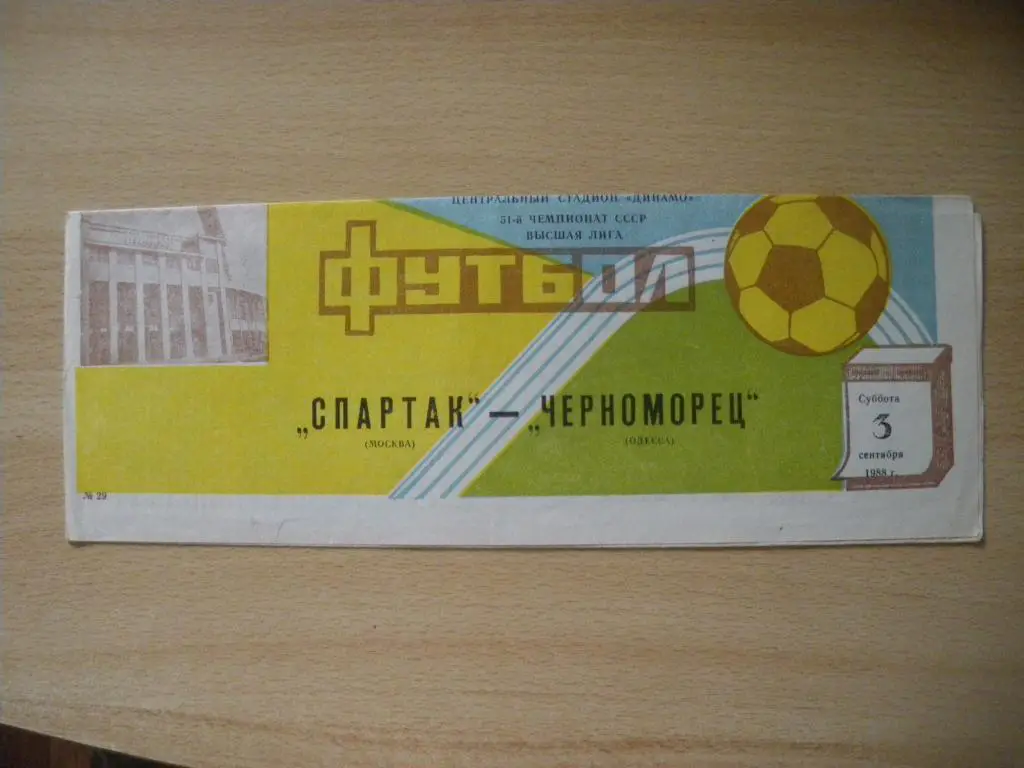 ЦЕНТРАЛЬНЫЙ СТАДИОН «ДИНАМО»
51-й ЧЕМПИОНАТ СССР
ВЫСШАЯ ЛИГА
ФУТБОЛ
„СПАРТАК“ — „ЧЕРНОМОРЕЦ“
(МОСКВА) (ОДЕССА)
Суббота
3
сентября
1988 г.
№ 29